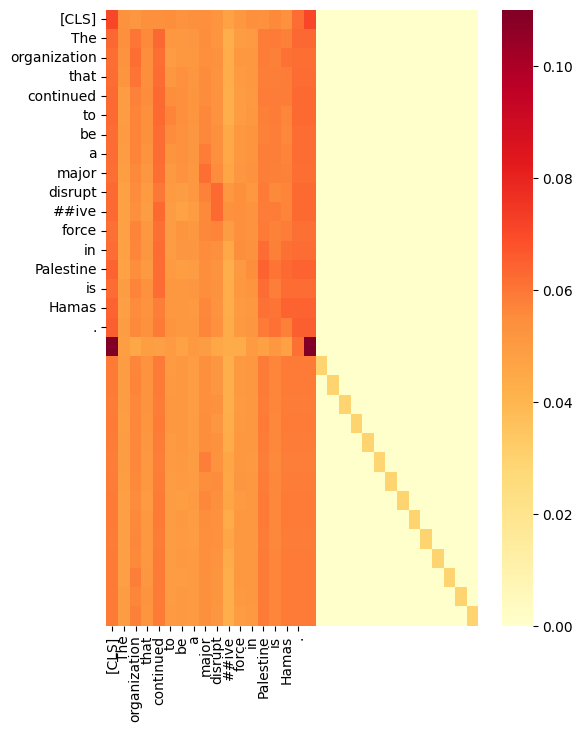 [CLS]
The
organization
that
continued
to
be
a
major
disrupt
##ive
force
in
Palestine
is
Hamas
.
0.10
0.08
0.06
0.04
0.02
0.00
[CLS]
The
organization
that
continued
to
be
a
major
disrupt
##ive
force
in
Palestine
is
Hamas
.